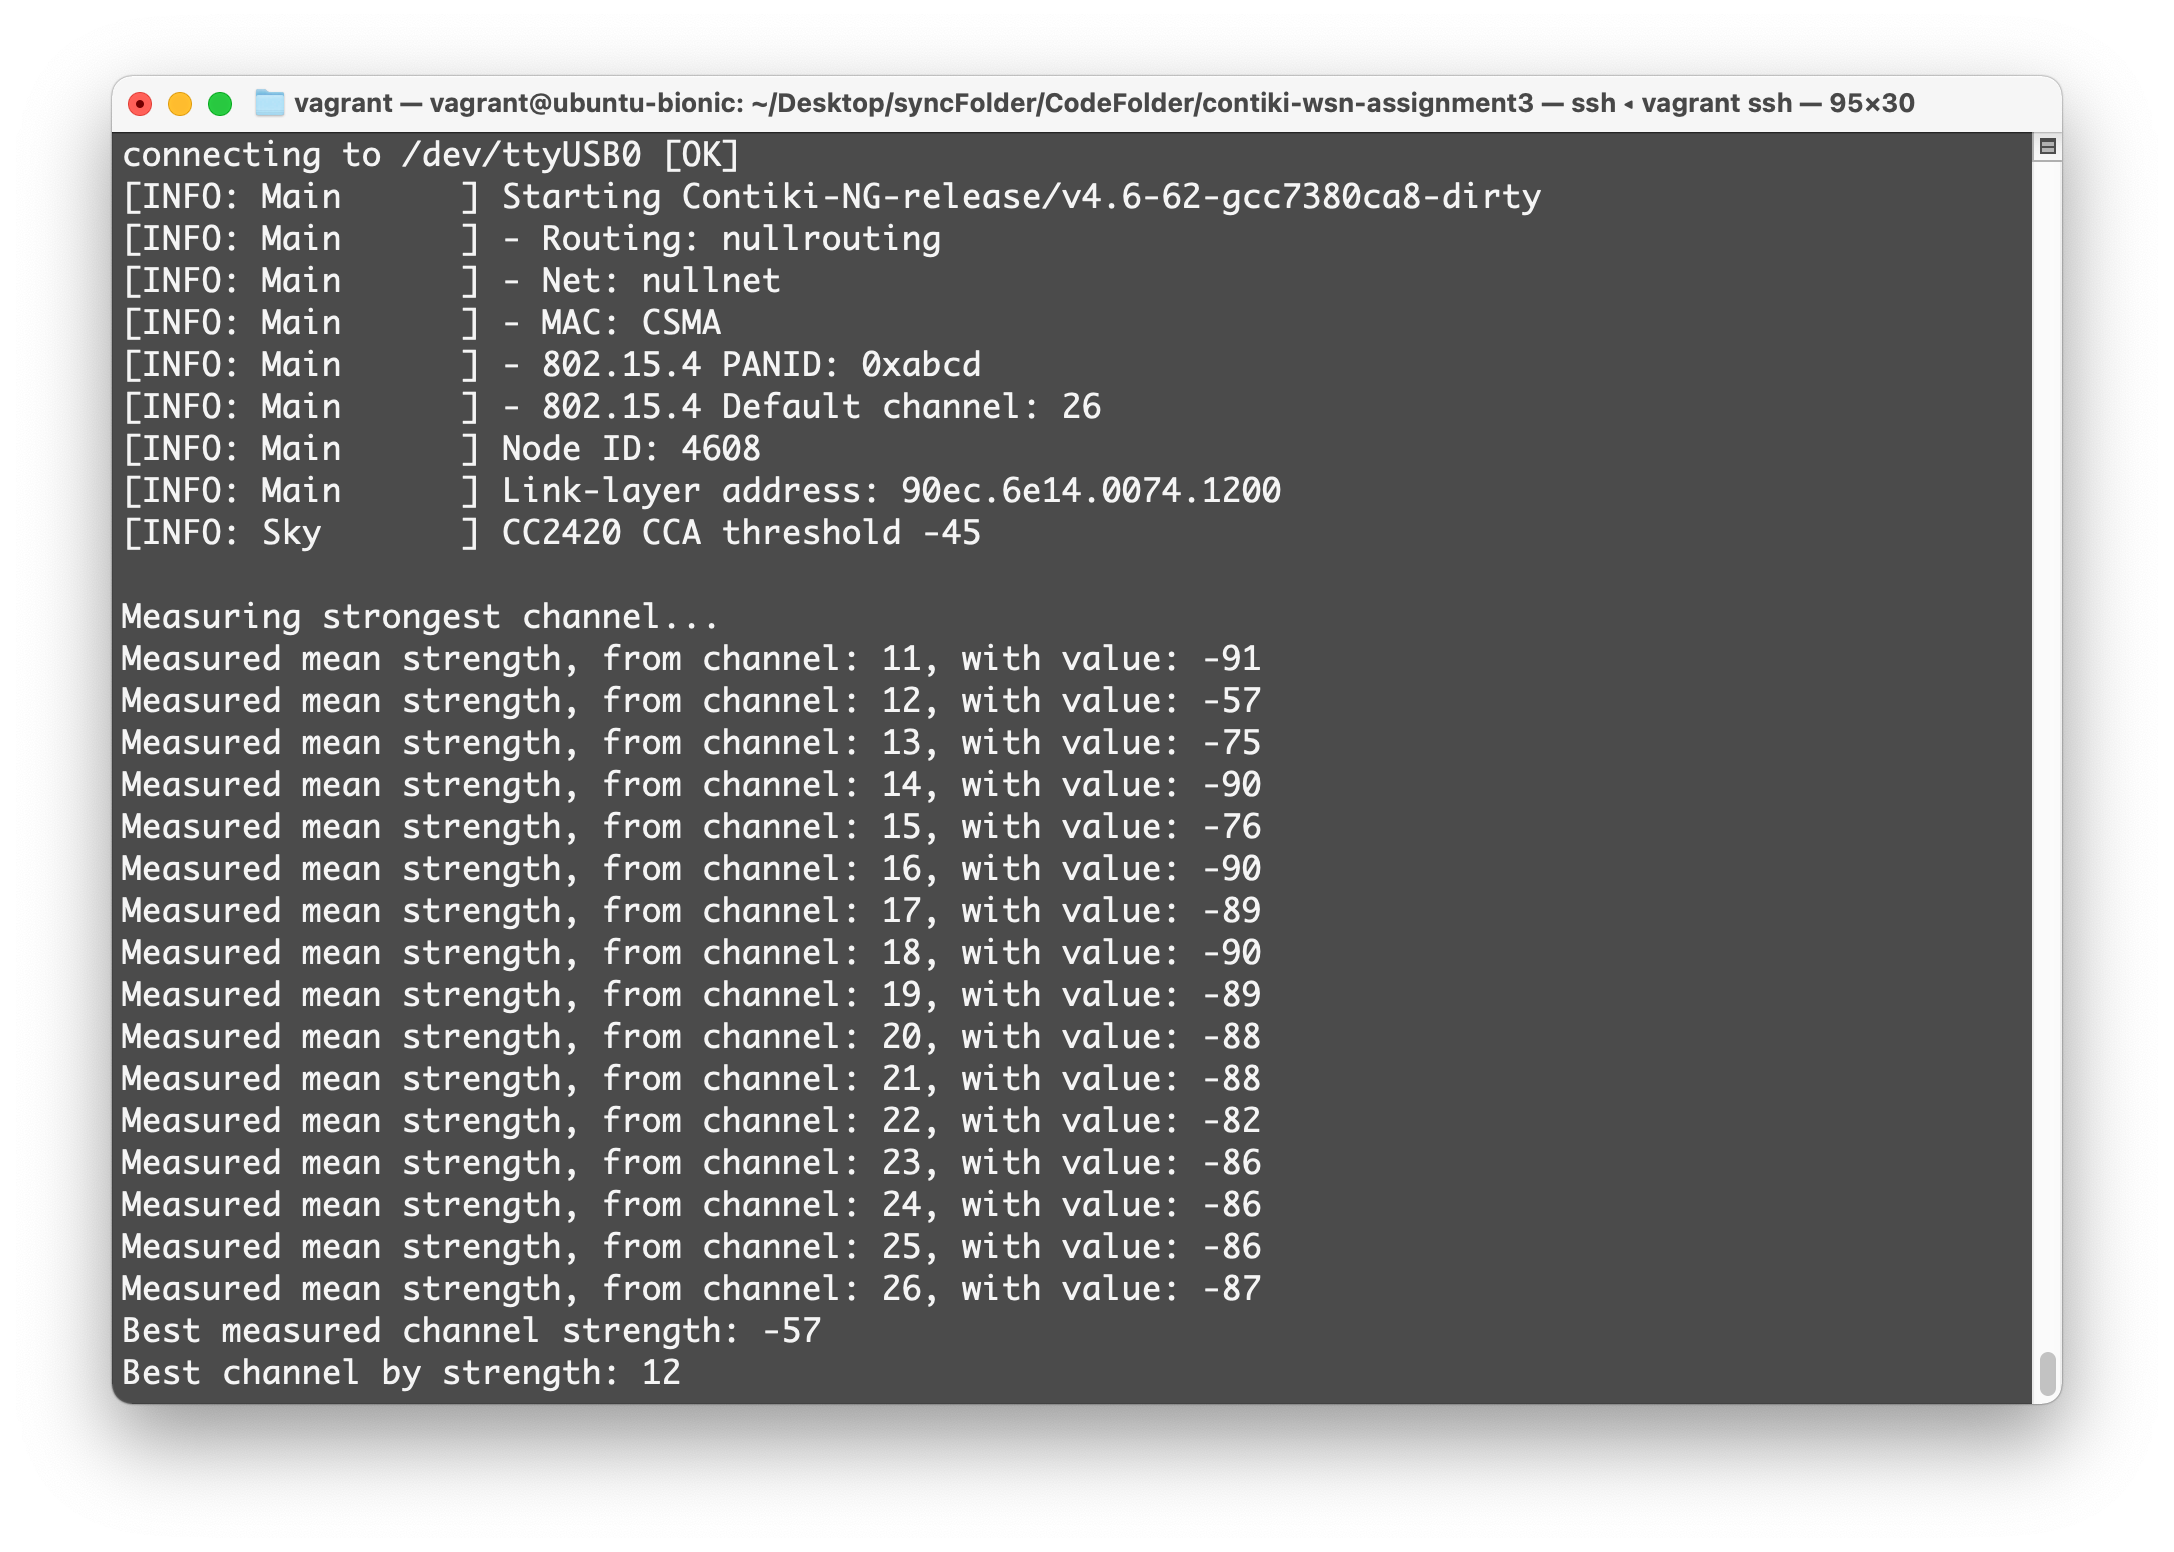 vagrant — vagrant@ubuntu-bionic: ~/Desktop/syncFolder/CodeFolder/contiki-wsn-assignment3 — ssh ◂ vagrant ssh — 95×30
connecting to /dev/ttyUSB0 [OK]
[INFO: Main      ] Starting Contiki-NG-release/v4.6-62-gcc7380ca8-dirty
[INFO: Main      ] - Routing: nullrouting
[INFO: Main      ] - Net: nullnet
[INFO: Main      ] - MAC: CSMA
[INFO: Main      ] - 802.15.4 PANID: 0xabcd
[INFO: Main      ] - 802.15.4 Default channel: 26
[INFO: Main      ] Node ID: 4608
[INFO: Main      ] Link-layer address: 90ec.6e14.0074.1200
[INFO: Sky       ] CC2420 CCA threshold -45
Measuring strongest channel...
Measured mean strength, from channel: 11, with value: -91
Measured mean strength, from channel: 12, with value: -57
Measured mean strength, from channel: 13, with value: -75
Measured mean strength, from channel: 14, with value: -90
Measured mean strength, from channel: 15, with value: -76
Measured mean strength, from channel: 16, with value: -90
Measured mean strength, from channel: 17, with value: -89
Measured mean strength, from channel: 18, with value: -90
Measured mean strength, from channel: 19, with value: -89
Measured mean strength, from channel: 20, with value: -88
Measured mean strength, from channel: 21, with value: -88
Measured mean strength, from channel: 22, with value: -82
Measured mean strength, from channel: 23, with value: -86
Measured mean strength, from channel: 24, with value: -86
Measured mean strength, from channel: 25, with value: -86
Measured mean strength, from channel: 26, with value: -87
Best measured channel strength: -57
Best channel by strength: 12